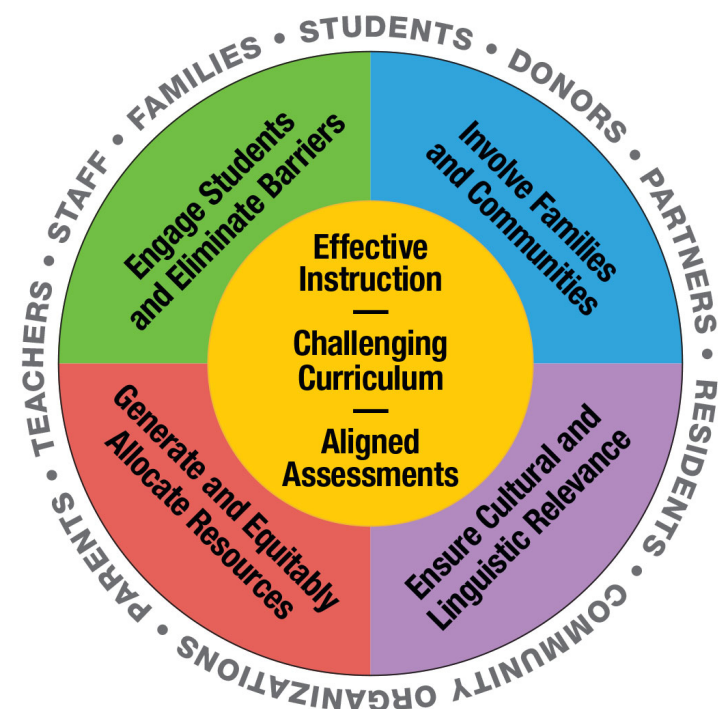 STUDENTS • DONORS • PARTNERS • RESIDENTS • COMMUNITY ORGANIZATIONS • PARENTS • TEACHERS • STAFF • FAMILIES •
Engage Students
and Eliminate Barriers
Involve Families
and Communities
Effective
Instruction
—
Challenging
Curriculum
—
Aligned
Assessments
Generate and Equitably
Allocate Resources
Ensure Cultural and
Linguistic Relevance